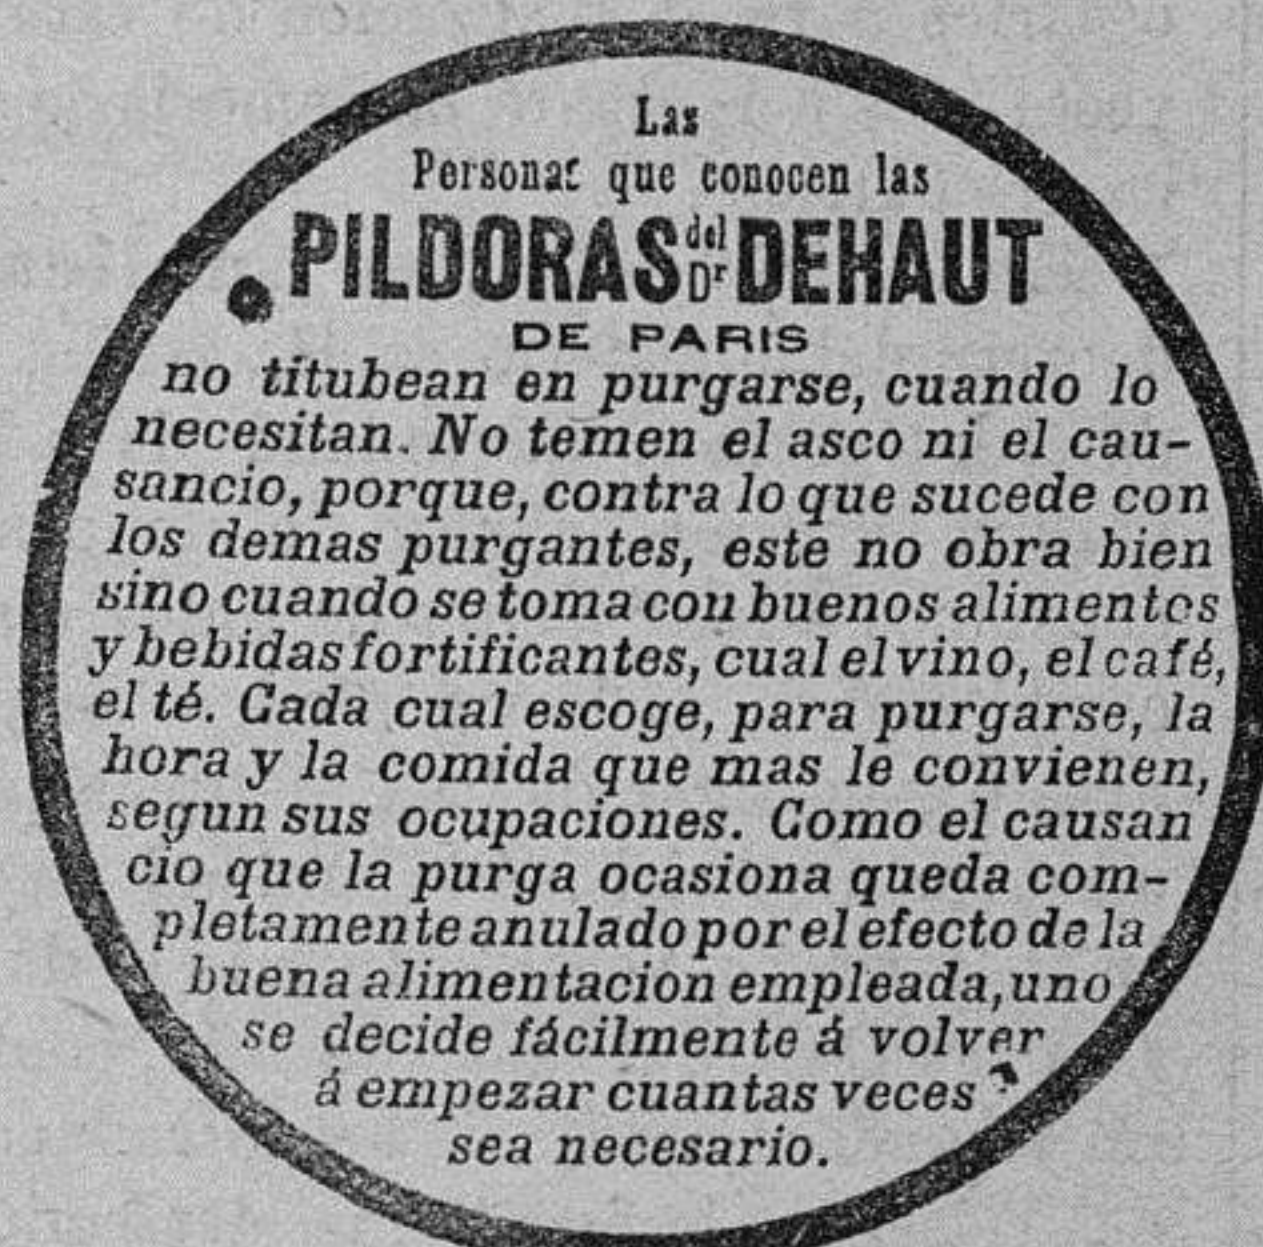 Las
Personas que conocen las
PILDORAS del Dr DEHAUT
DE PARIS
no titubean en purgarse, cuando lo
necesitan. No temen el asco ni el cau-
sancio, porque, contra lo que sucede con
los demas purgantes, este no obra bien
sino cuando se toma con buenos alimentos
y bebidas fortificantes, cual el vino, el café,
el té. Cada cual escoge, para purgarse, la
hora y la comida que mas le convienen,
segun sus ocupaciones. Como el causan
cio que la purga ocasiona queda com-
pletamente anulado por el efecto de la
buena alimentacion empleada, uno
se decide fácilmente á volver
á empezar cuantas veces
sea necesario.